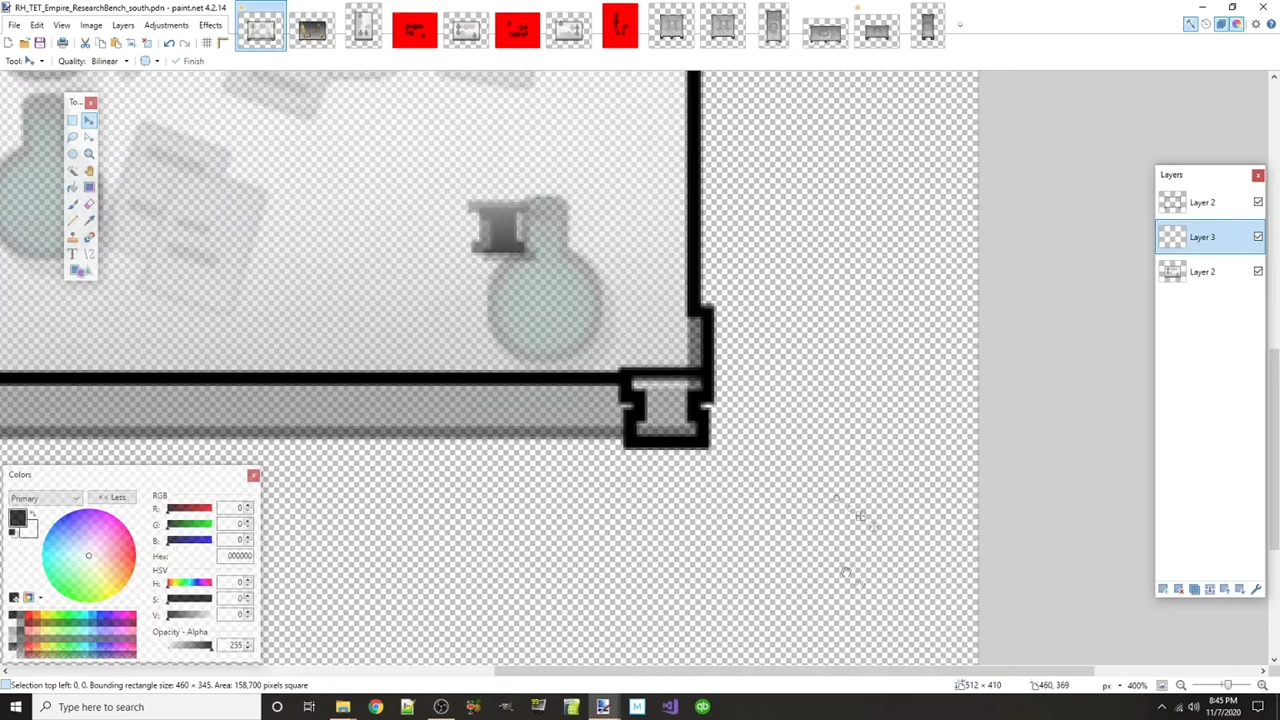 RH_TET_Empire_ResearchBench_south.pdn - paint.net 4.2.14
File Edit View Image Layers Adjustments Effects
Tool: Quality: Bilinear Finish
To...
Layers
Layer 2
Layer 3
Layer 2
Colors
Primary << Less
RGB
R: 0
G: 0
B: 0
Hex: 000000
HSV
H: 0
S: 0
V: 0
Opacity - Alpha
255
Selection top left: 0, 0. Bounding rectangle size: 460 × 345. Area: 158,700 pixels square 512 × 410 460, 369 px 400%
Type here to search
8:45 PM
11/7/2020